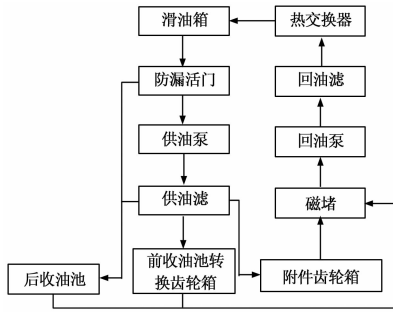 滑油箱
热交换器
防漏活门
回油滤
供油泵
回油泵
供油滤
磁堵
前收油池转
换齿轮箱
后收油池
附件齿轮箱